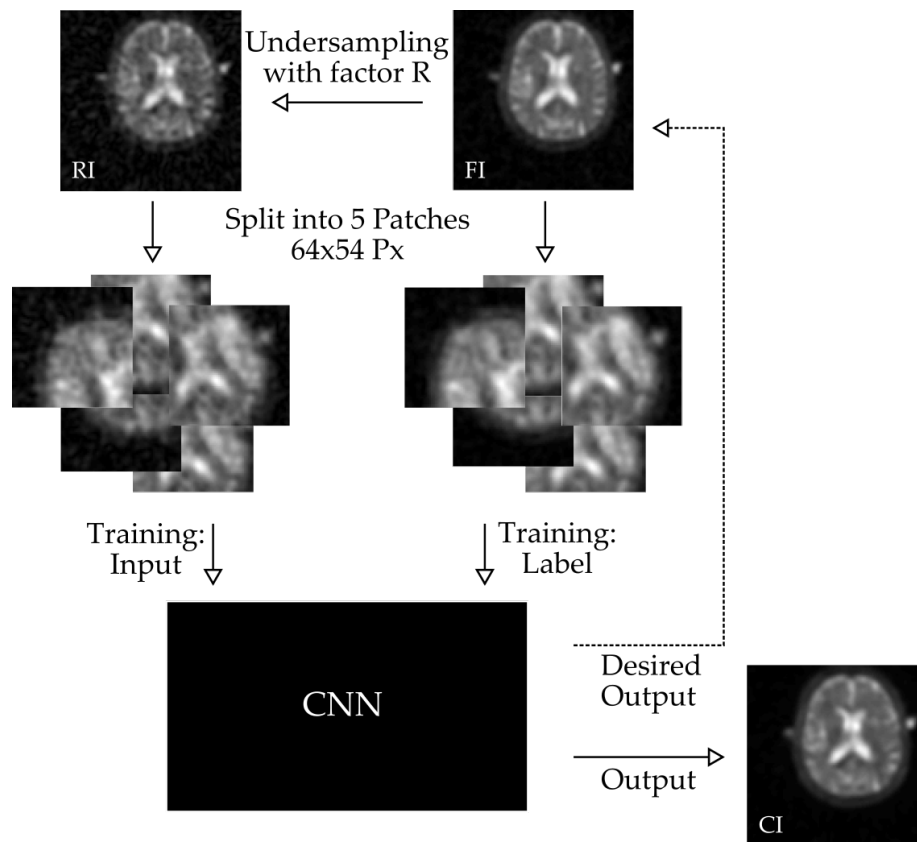 Undersampling
with factor R
RI
FI
Split into 5 Patches
64x54 Px
Training:
Input
Training:
Label
CNN
Desired
Output
Output
CI